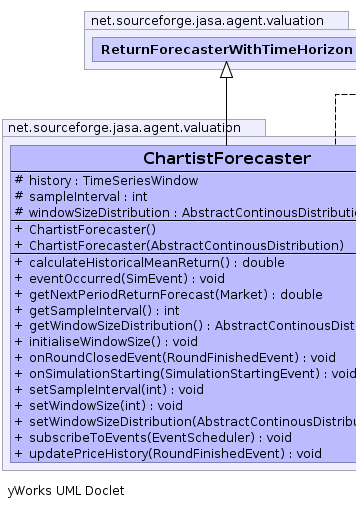 net.sourceforge.jasa.agent.valuation
ReturnForecasterWithTimeHorizon
net.sourceforge.jasa.agent.valuation
ChartistForecaster
# history : TimeSeriesWindow
# sampleInterval : int
# windowSizeDistribution : AbstractContinousDistributi
+ ChartistForecaster()
+ ChartistForecaster(AbstractContinousDistribution)
+ calculateHistoricalMeanReturn() : double
+ eventOccurred(SimEvent) : void
+ getNextPeriodReturnForecast(Market) : double
+ getSampleInterval() : int
+ getWindowSizeDistribution() : AbstractContinousDist
+ initialiseWindowSize() : void
+ onRoundClosedEvent(RoundFinishedEvent) : void
+ onSimulationStarting(SimulationStartingEvent) : void
+ setSampleInterval(int) : void
+ setWindowSize(int) : void
+ setWindowSizeDistribution(AbstractContinousDistribu
+ subscribeToEvents(EventScheduler) : void
+ updatePriceHistory(RoundFinishedEvent) : void
yWorks UML Doclet